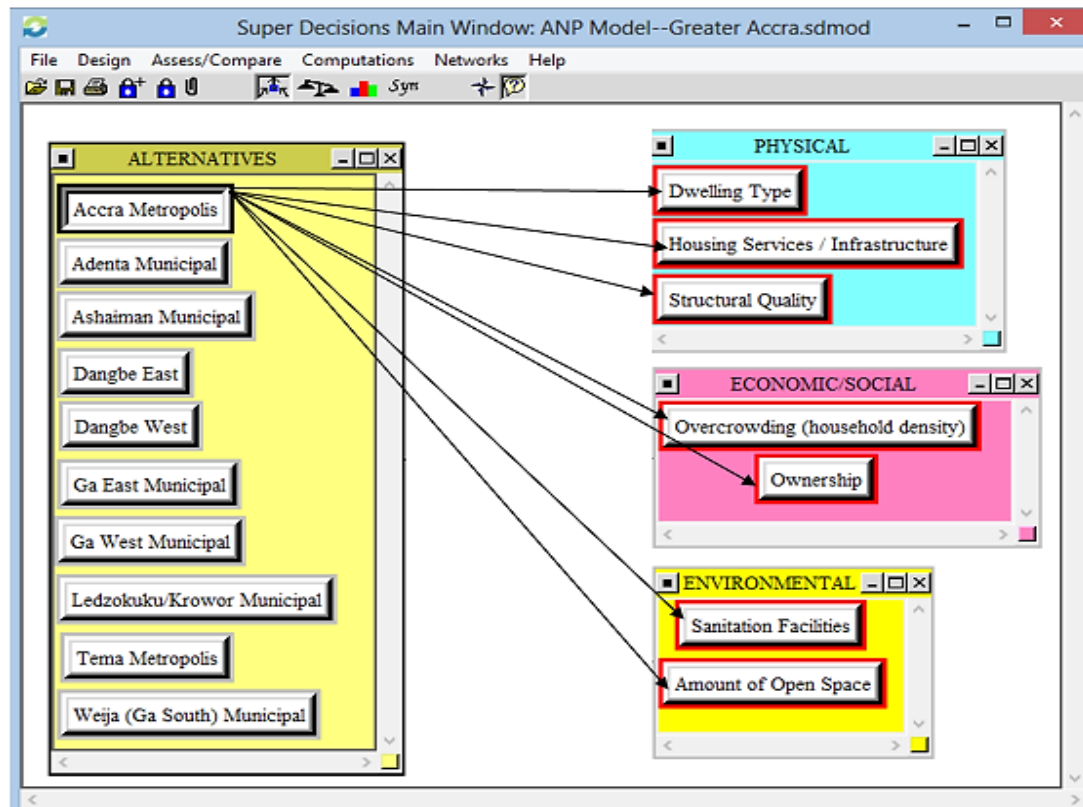 Super Decisions Main Window: ANP Model--Greater Accra.sdmod
File Design Assess/Compare Computations Networks Help
Syn
ALTERNATIVES
Accra Metropolis
Adenta Municipal
Ashaiman Municipal
Dangbe East
Dangbe West
Ga East Municipal
Ga West Municipal
Ledzokuku/Krowor Municipal
Tema Metropolis
Weija (Ga South) Municipal
PHYSICAL
Dwelling Type
Housing Services / Infrastructure
Structural Quality
ECONOMIC/SOCIAL
Overcrowding (household density)
Ownership
ENVIRONMENTAL
Sanitation Facilities
Amount of Open Space